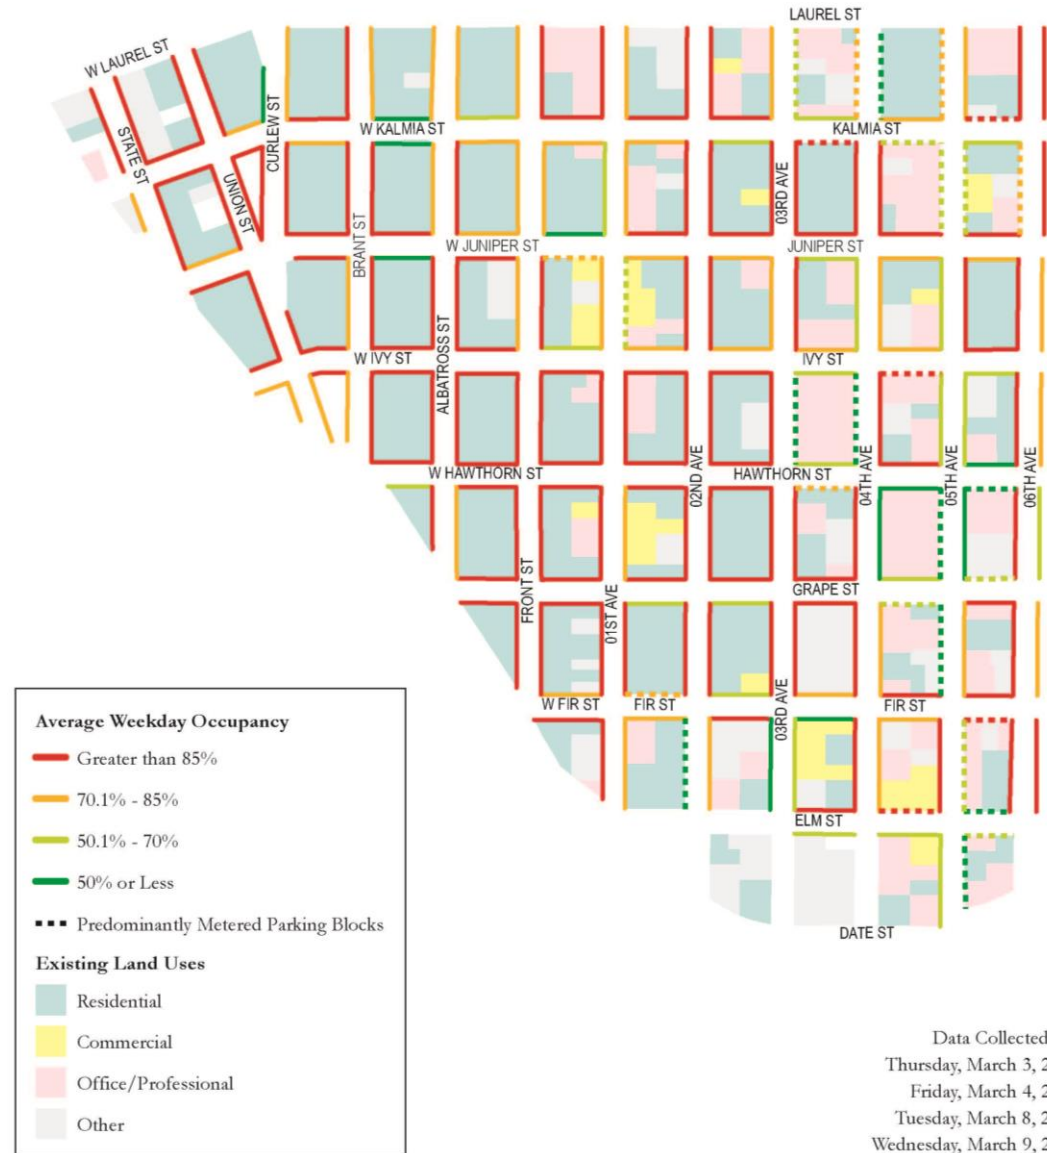 LAUREL ST
W LAUREL ST
STATE ST
UNION ST
CURLEW ST
W KALMIA ST
KALMIA ST
03RD AVE
BRANT ST
W JUNIPER ST
JUNIPER ST
ALBATROSS ST
W IVY ST
IVY ST
W HAWTHORN ST
HAWTHORN ST
02ND AVE
04TH AVE
05TH AVE
06TH AVE
FRONT ST
01ST AVE
GRAPE ST
W FIR ST
FIR ST
03RD AVE
FIR ST
ELM ST
DATE ST
Average Weekday Occupancy
Greater than 85%
70.1% - 85%
50.1% - 70%
50% or Less
Predominantly Metered Parking Blocks
Existing Land Uses
Residential
Commercial
Office/Professional
Other
Data Collected
Thursday, March 3, 2
Friday, March 4, 2
Tuesday, March 8, 2
Wednesday, March 9, 2